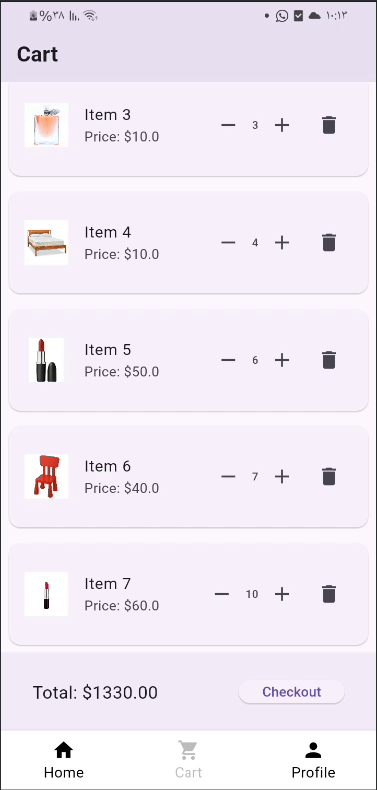 %٣٨ ١٠:١٣
Cart
Item 3
Price: $10.0
3
Item 4
Price: $10.0
4
Item 5
Price: $50.0
6
Item 6
Price: $40.0
7
Item 7
Price: $60.0
10
Total: $1330.00 Checkout
Home Cart Profile